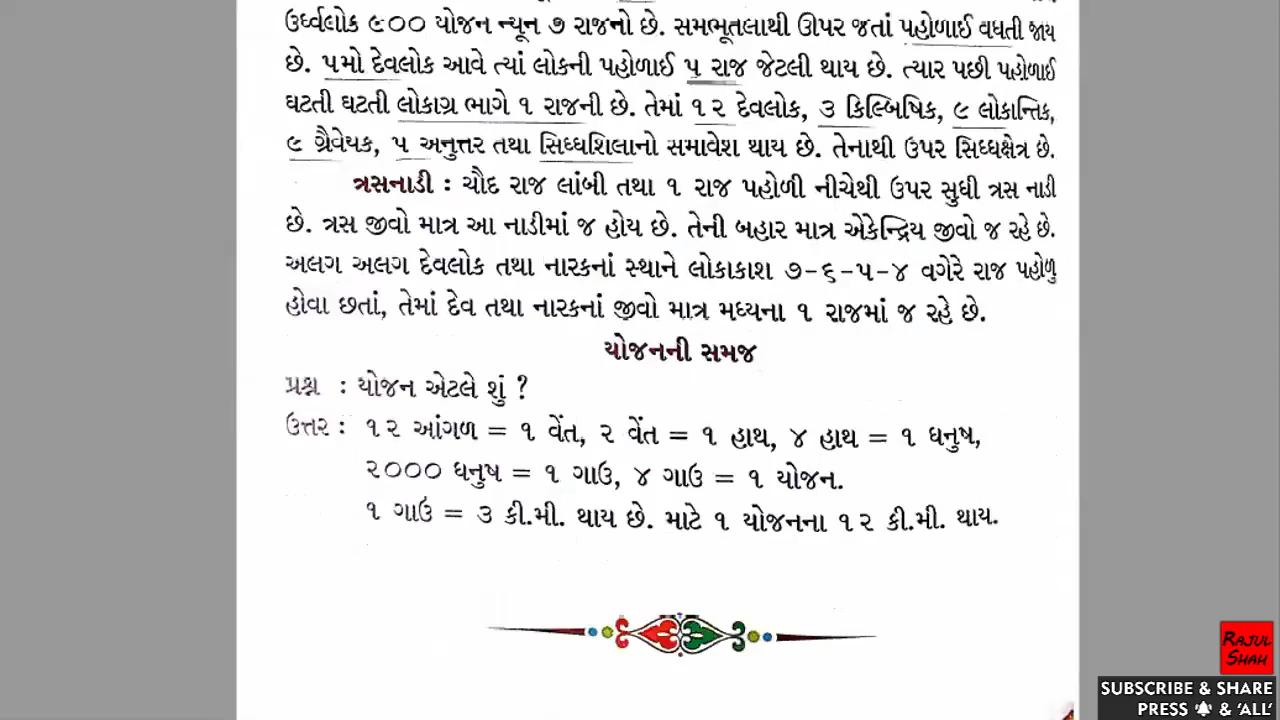 ઉર્ધ્વલોક ૯૦૦ યોજન ન્યૂન ૭ રાજનો છે. સમભૂતલાથી ઊપર જતાં પહોળાઈ વધતી જાય
છે. ૫મો દેવલોક આવે ત્યાં લોકની પહોળાઈ ૫ રાજ જેટલી થાય છે. ત્યાર પછી પહોળાઈ
ઘટતી ઘટતી લોકાગ્ર ભાગે ૧ રાજની છે. તેમાં ૧૨ દેવલોક, ૩ કિલ્બિષિક, ૯ લોકાન્તિક,
૯ ગ્રૈવેયક, ૫ અનુત્તર તથા સિધ્ધશિલાનો સમાવેશ થાય છે. તેનાથી ઉપર સિધ્ધક્ષેત્ર છે.
ત્રસનાડી : ચૌદ રાજ લાંબી તથા ૧ રાજ પહોળી નીચેથી ઉપર સુધી ત્રસ નાડી
છે. ત્રસ જીવો માત્ર આ નાડીમાં જ હોય છે. તેની બહાર માત્ર એકેન્દ્રિય જીવો જ રહે છે.
અલગ અલગ દેવલોક તથા નારકનાં સ્થાને લોકાકાશ ૭-૬-૫-૪ વગેરે રાજ પહોળુ
હોવા છતાં, તેમાં દેવ તથા નારકનાં જીવો માત્ર મધ્યના ૧ રાજમાં જ રહે છે.
યોજનની સમજ
પ્રશ્ન : યોજન એટલે શું ?
ઉત્તર : ૧૨ આંગળ = ૧ વેંત, ૨ વેંત = ૧ હાથ, ૪ હાથ = ૧ ધનુષ,
૨૦૦૦ ધનુષ = ૧ ગાઉ, ૪ ગાઉ = ૧ યોજન.
૧ ગાઉ = ૩ કી.મી. થાય છે. માટે ૧ યોજનના ૧૨ કી.મી. થાય.
RAJUL
SHAH
SUBSCRIBE & SHARE
PRESS & 'ALL'